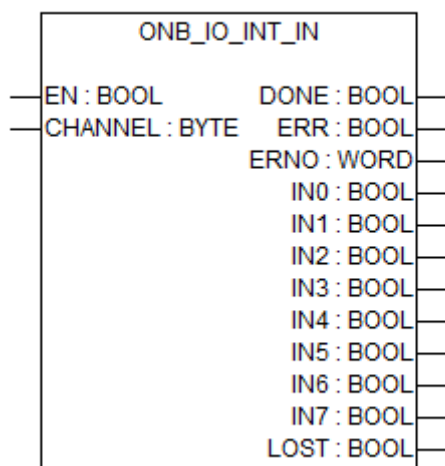 ONB_IO_INT_IN
EN : BOOL DONE : BOOL
CHANNEL : BYTE ERR : BOOL
ERNO : WORD
IN0 : BOOL
IN1 : BOOL
IN2 : BOOL
IN3 : BOOL
IN4 : BOOL
IN5 : BOOL
IN6 : BOOL
IN7 : BOOL
LOST : BOOL